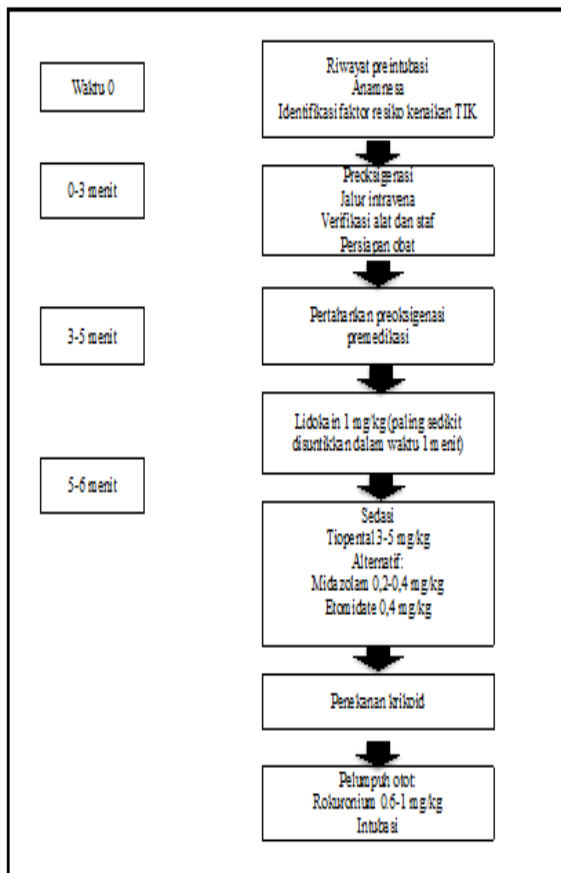 Waktu 0
Riwayat preintubasi
Anamnesa
Identifikasi faktor resiko kenaikan TIK
0-3 menit
Preoksigenasi
Jalur intravena
Verifikasi alat dan staf
Persiapan obat
3-5 menit
Pertahankan preoksigenasi
premedikasi
Lidokain 1 mg/kg (paling sedikit
disuntikkan dalam waktu 1 menit)
5-6 menit
Sedasi
Tiopental 3-5 mg/kg
Alternatif:
Midazolam 0,2-0,4 mg/kg
Etomidate 0,4 mg/kg
Penekanan krikoid
Pelumpuh otot:
Rokuronium 0.6-1 mg/kg
Intubasi